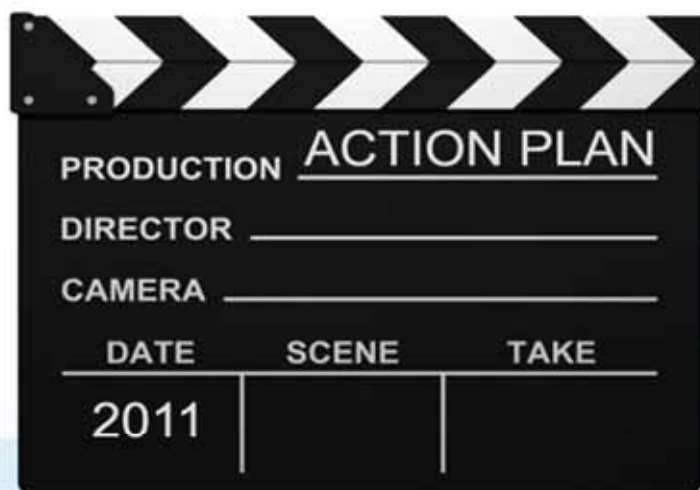 PRODUCTION ACTION PLAN
DIRECTOR
CAMERA
DATE SCENE TAKE
2011